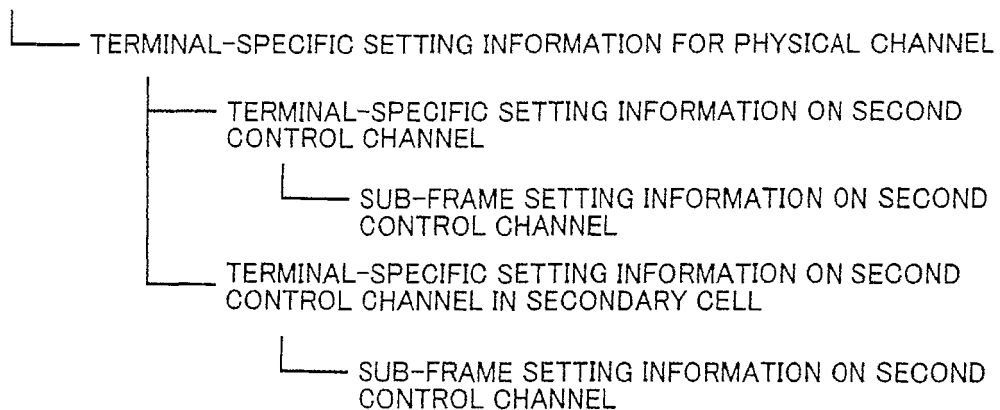 TERMINAL-SPECIFIC SETTING INFORMATION FOR PHYSICAL CHANNEL
TERMINAL-SPECIFIC SETTING INFORMATION ON SECOND
CONTROL CHANNEL
SUB-FRAME SETTING INFORMATION ON SECOND
CONTROL CHANNEL
TERMINAL-SPECIFIC SETTING INFORMATION ON SECOND
CONTROL CHANNEL IN SECONDARY CELL
SUB-FRAME SETTING INFORMATION ON SECOND
CONTROL CHANNEL